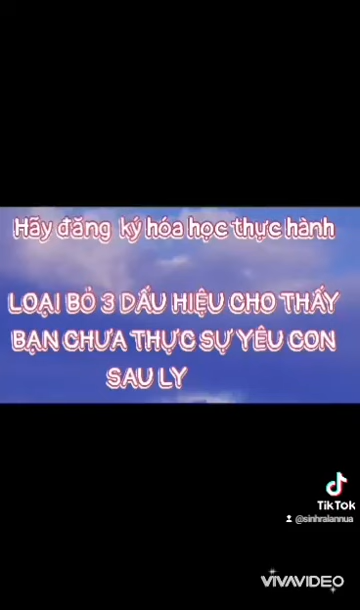 Hãy đăng ký hóa học thực hành
LOẠI BỎ 3 DẤU HIỆU CHO THẤY
BẠN CHƯA THỰC SỰ YÊU CON
SAU LY
TikTok
@sinhralannua
VIVAVIDEO